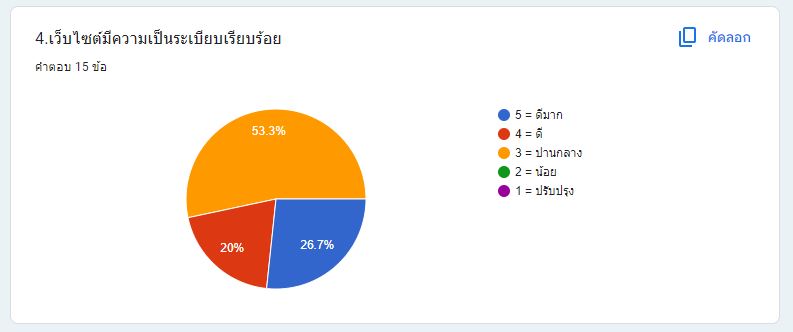 4.เว็บไซต์มีความเป็นระเบียบเรียบร้อย
คัดลอก
คำตอบ 15 ข้อ
53.3%
20%
26.7%
5 = ดีมาก
4 = ดี
3 = ปานกลาง
2 = น้อย
1 = ปรับปรุง